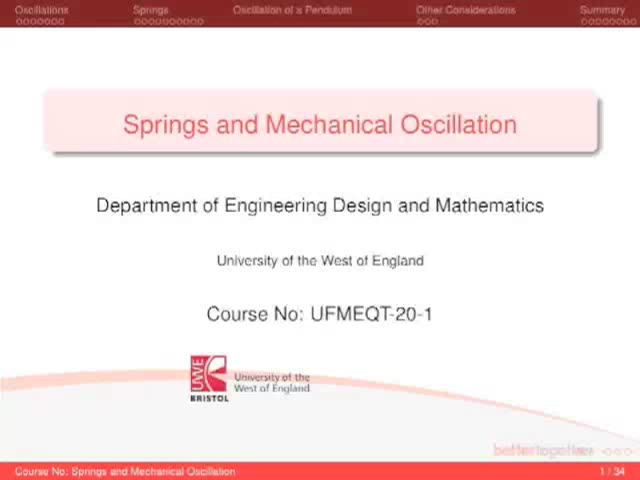 Oscillations Springs Oscillation of a Pendulum Other Considerations Summary
Springs and Mechanical Oscillation
Department of Engineering Design and Mathematics
University of the West of England
Course No: UFMEQT-20-1
UWE
BRISTOL
University of the
West of England
bettertogether
Course No: Springs and Mechanical Oscillation 1 / 34